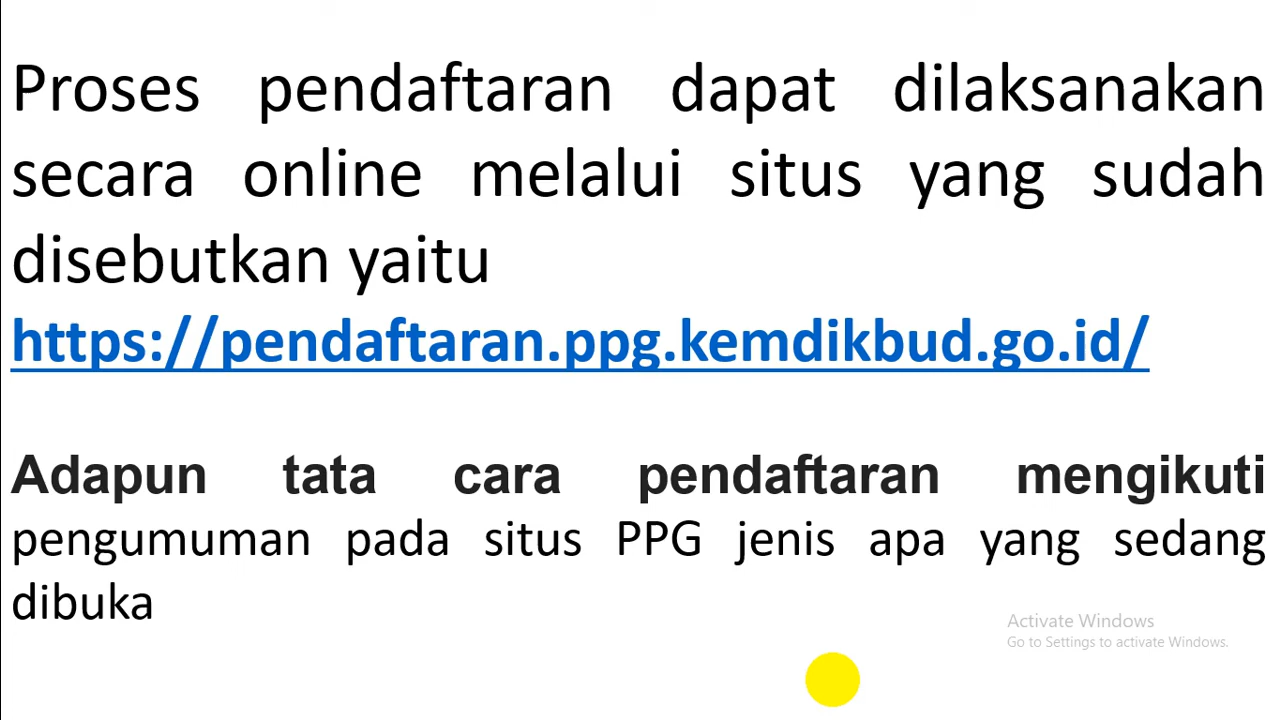 Proses pendaftaran dapat dilaksanakan
secara online melalui situs yang sudah
disebutkan yaitu
https://pendaftaran.ppg.kemdikbud.go.id/
Adapun tata cara pendaftaran mengikuti
pengumuman pada situs PPG jenis apa yang sedang
dibuka
Activate Windows
Go to Settings to activate Windows.